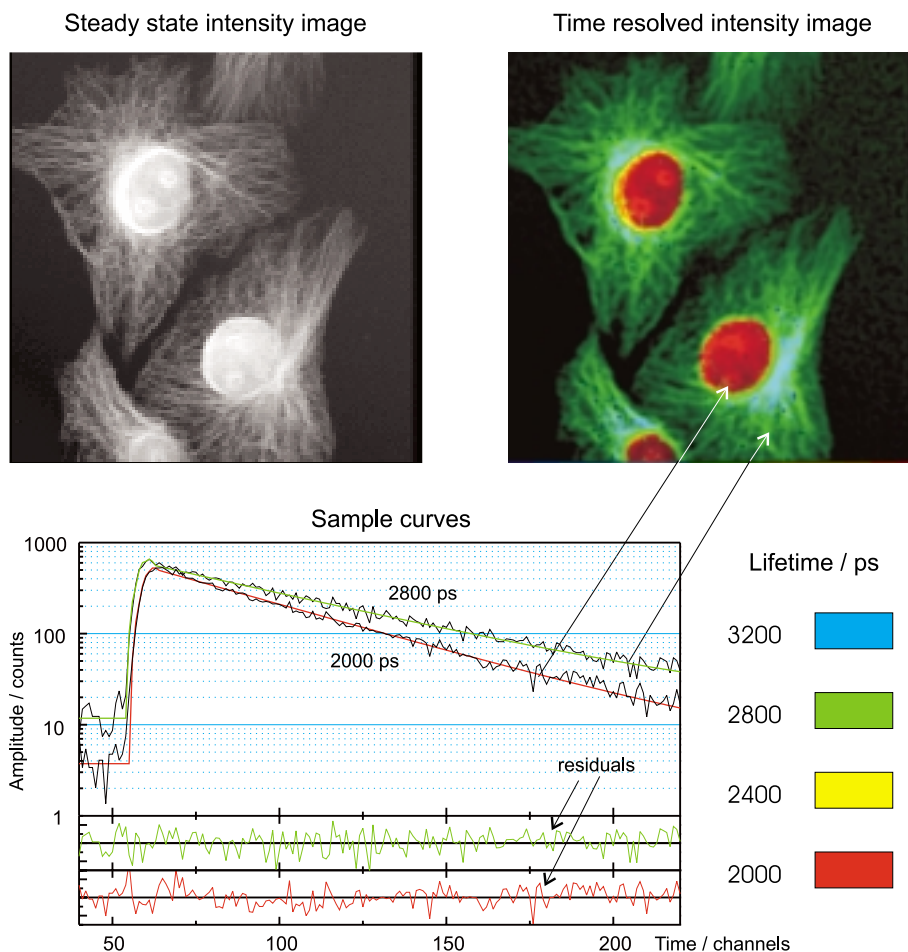 Steady state intensity image
Time resolved intensity image
Sample curves
1000
100
10
1
Amplitude / counts
2800 ps
2000 ps
residuals
50
100
150
200
Time / channels
Lifetime / ps
3200
2800
2400
2000